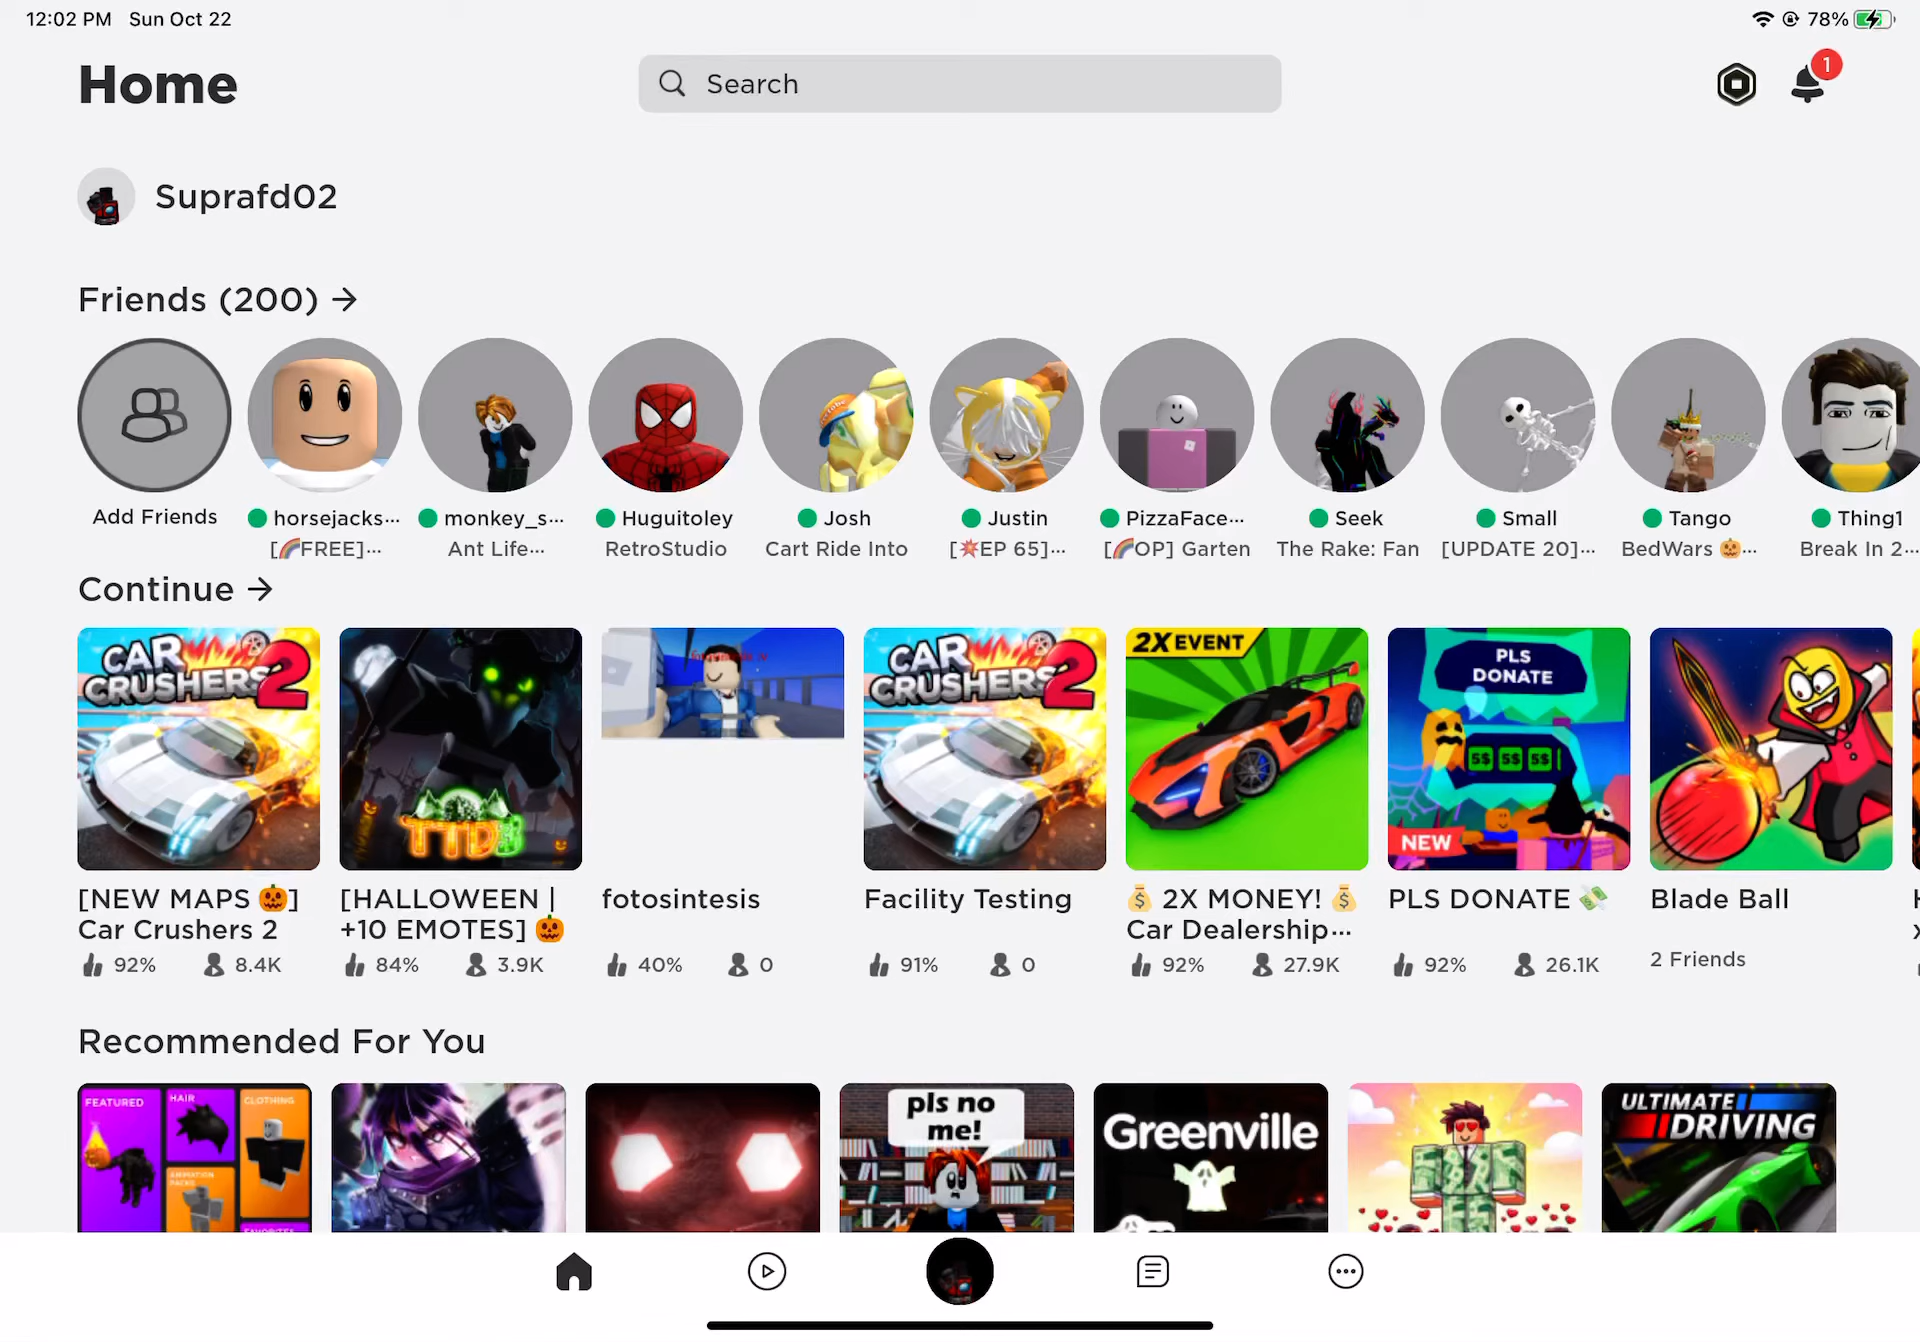 12:02 PM Sun Oct 22
78%
Home
Search
1
Suprafd02
Friends (200) →
Add Friends
horsejacks...
[🌈FREE]...
monkey_s...
Ant Life...
Huguitoley
RetroStudio
Josh
Cart Ride Into
Justin
[💥EP 65]...
PizzaFace...
[🌈OP] Garten
Seek
The Rake: Fan
Small
[UPDATE 20]...
Tango
BedWars 🎃...
Thing1
Break In 2...
Continue →
CAR CRUSHERS 2
TTD3
CAR CRUSHERS 2
2X EVENT
PLS
DONATE
5$ 5$ 5$
NEW
[NEW MAPS 🎃]
Car Crushers 2
92% 8.4K
[HALLOWEEN |
+10 EMOTES] 🎃
84% 3.9K
fotosintesis
40% 0
Facility Testing
91% 0
💰 2X MONEY! 💰
Car Dealership...
92% 27.9K
PLS DONATE 💸
92% 26.1K
Blade Ball
2 Friends
Recommended For You
FEATURED
HAIR
CLOTHING
ANIMATION
PACKS
pls no
me!
Greenville
ULTIMATE
DRIVING